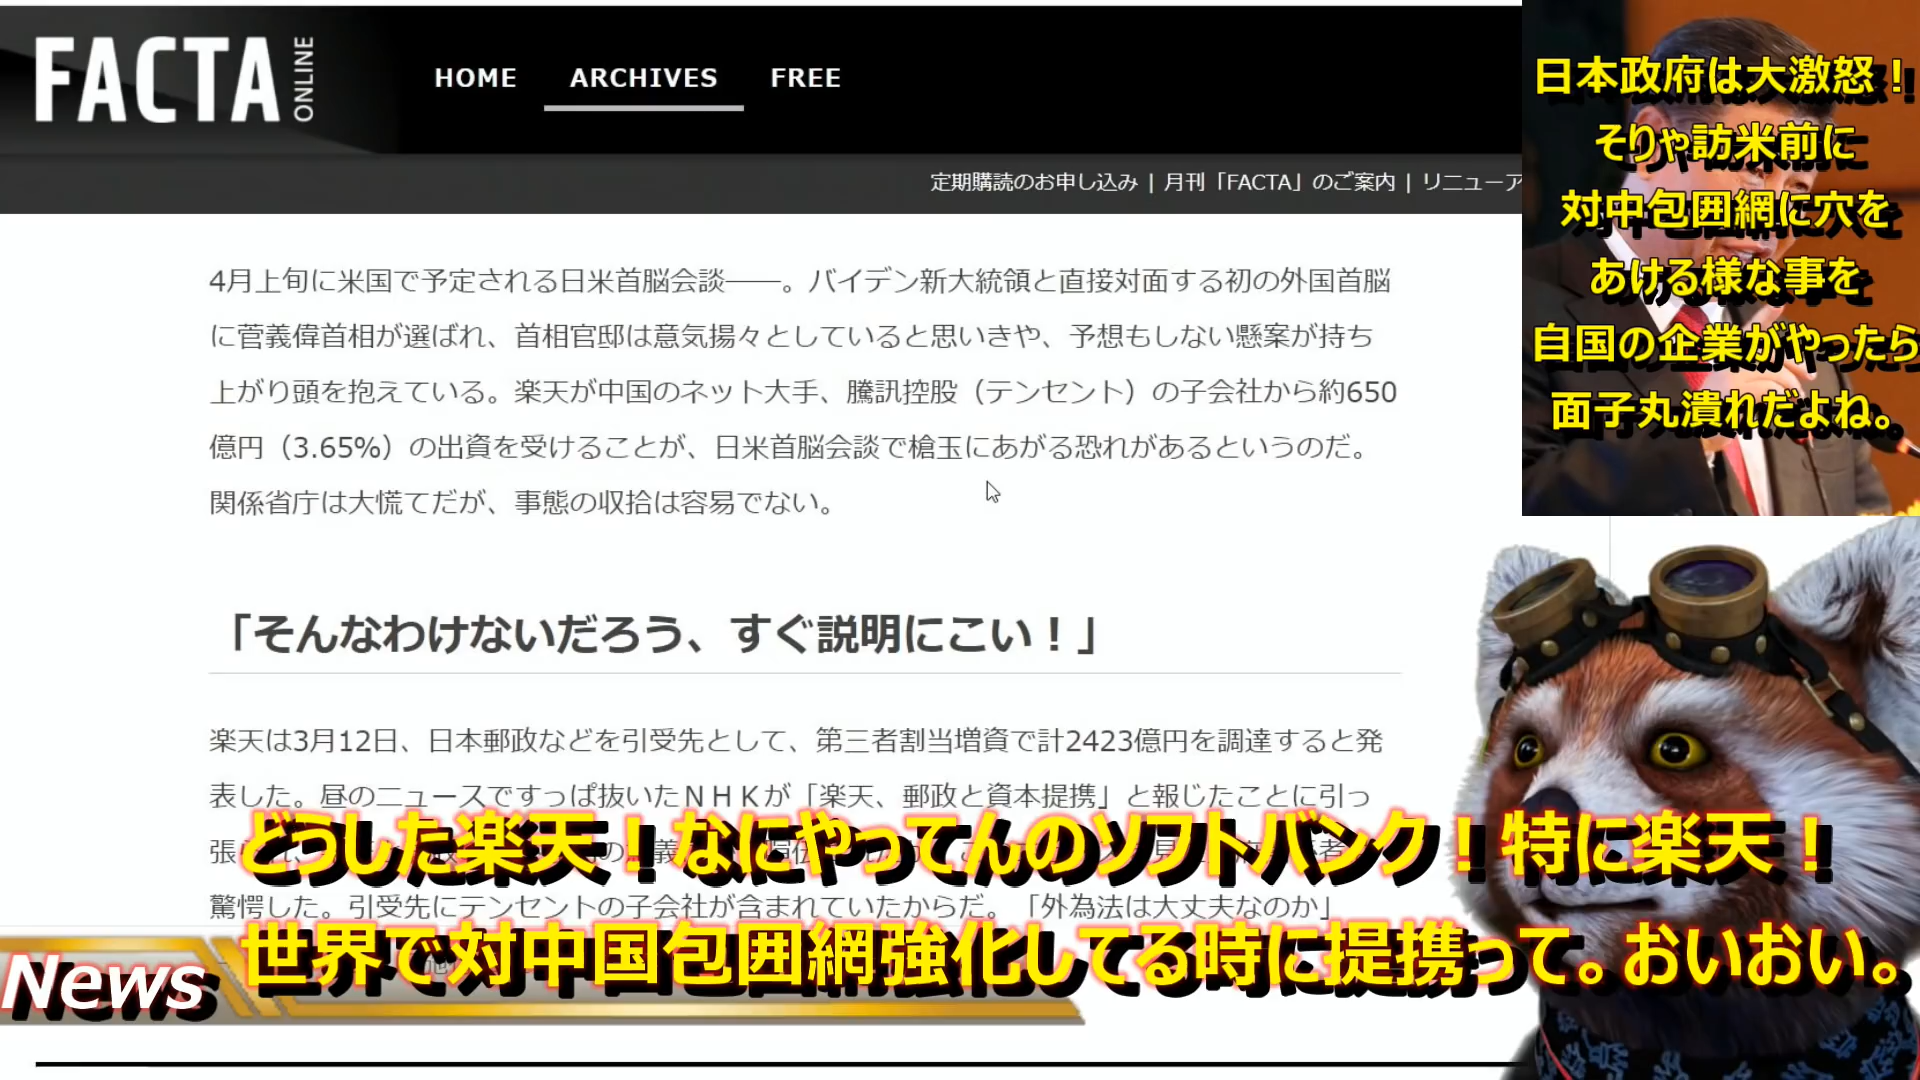 FACTA ONLINE
HOME ARCHIVES FREE
定期購読のお申し込み | 月刊「FACTA」のご案内 | リニューア
日本政府は大激怒！
そりゃ訪米前に
対中包囲網に穴を
あける様な事を
自国の企業がやったら
面子丸潰れだよね。
4月上旬に米国で予定される日米首脳会談――。バイデン新大統領と直接対面する初の外国首脳
に菅義偉首相が選ばれ、首相官邸は意気揚々としていると思いきや、予想もしない懸案が持ち
上がり頭を抱えている。楽天が中国のネット大手、騰訊控股（テンセント）の子会社から約650
億円（3.65%）の出資を受けることが、日米首脳会談で槍玉にあがる恐れがあるというのだ。
関係省庁は大慌てだが、事態の収拾は容易でない。
「そんなわけないだろう、すぐ説明にこい！」
楽天は3月12日、日本郵政などを引受先として、第三者割当増資で計2423億円を調達すると発
表した。昼のニュースですっぱ抜いたＮＨＫが「楽天、郵政と資本提携」と報じたことに引っ
張
驚愕した。引受先にテンセントの子会社が含まれていたからだ。「外為法は大丈夫なのか」
どうした楽天！なにやってんのソフトバンク！特に楽天！
世界で対中国包囲網強化してる時に提携って。おいおい。
News